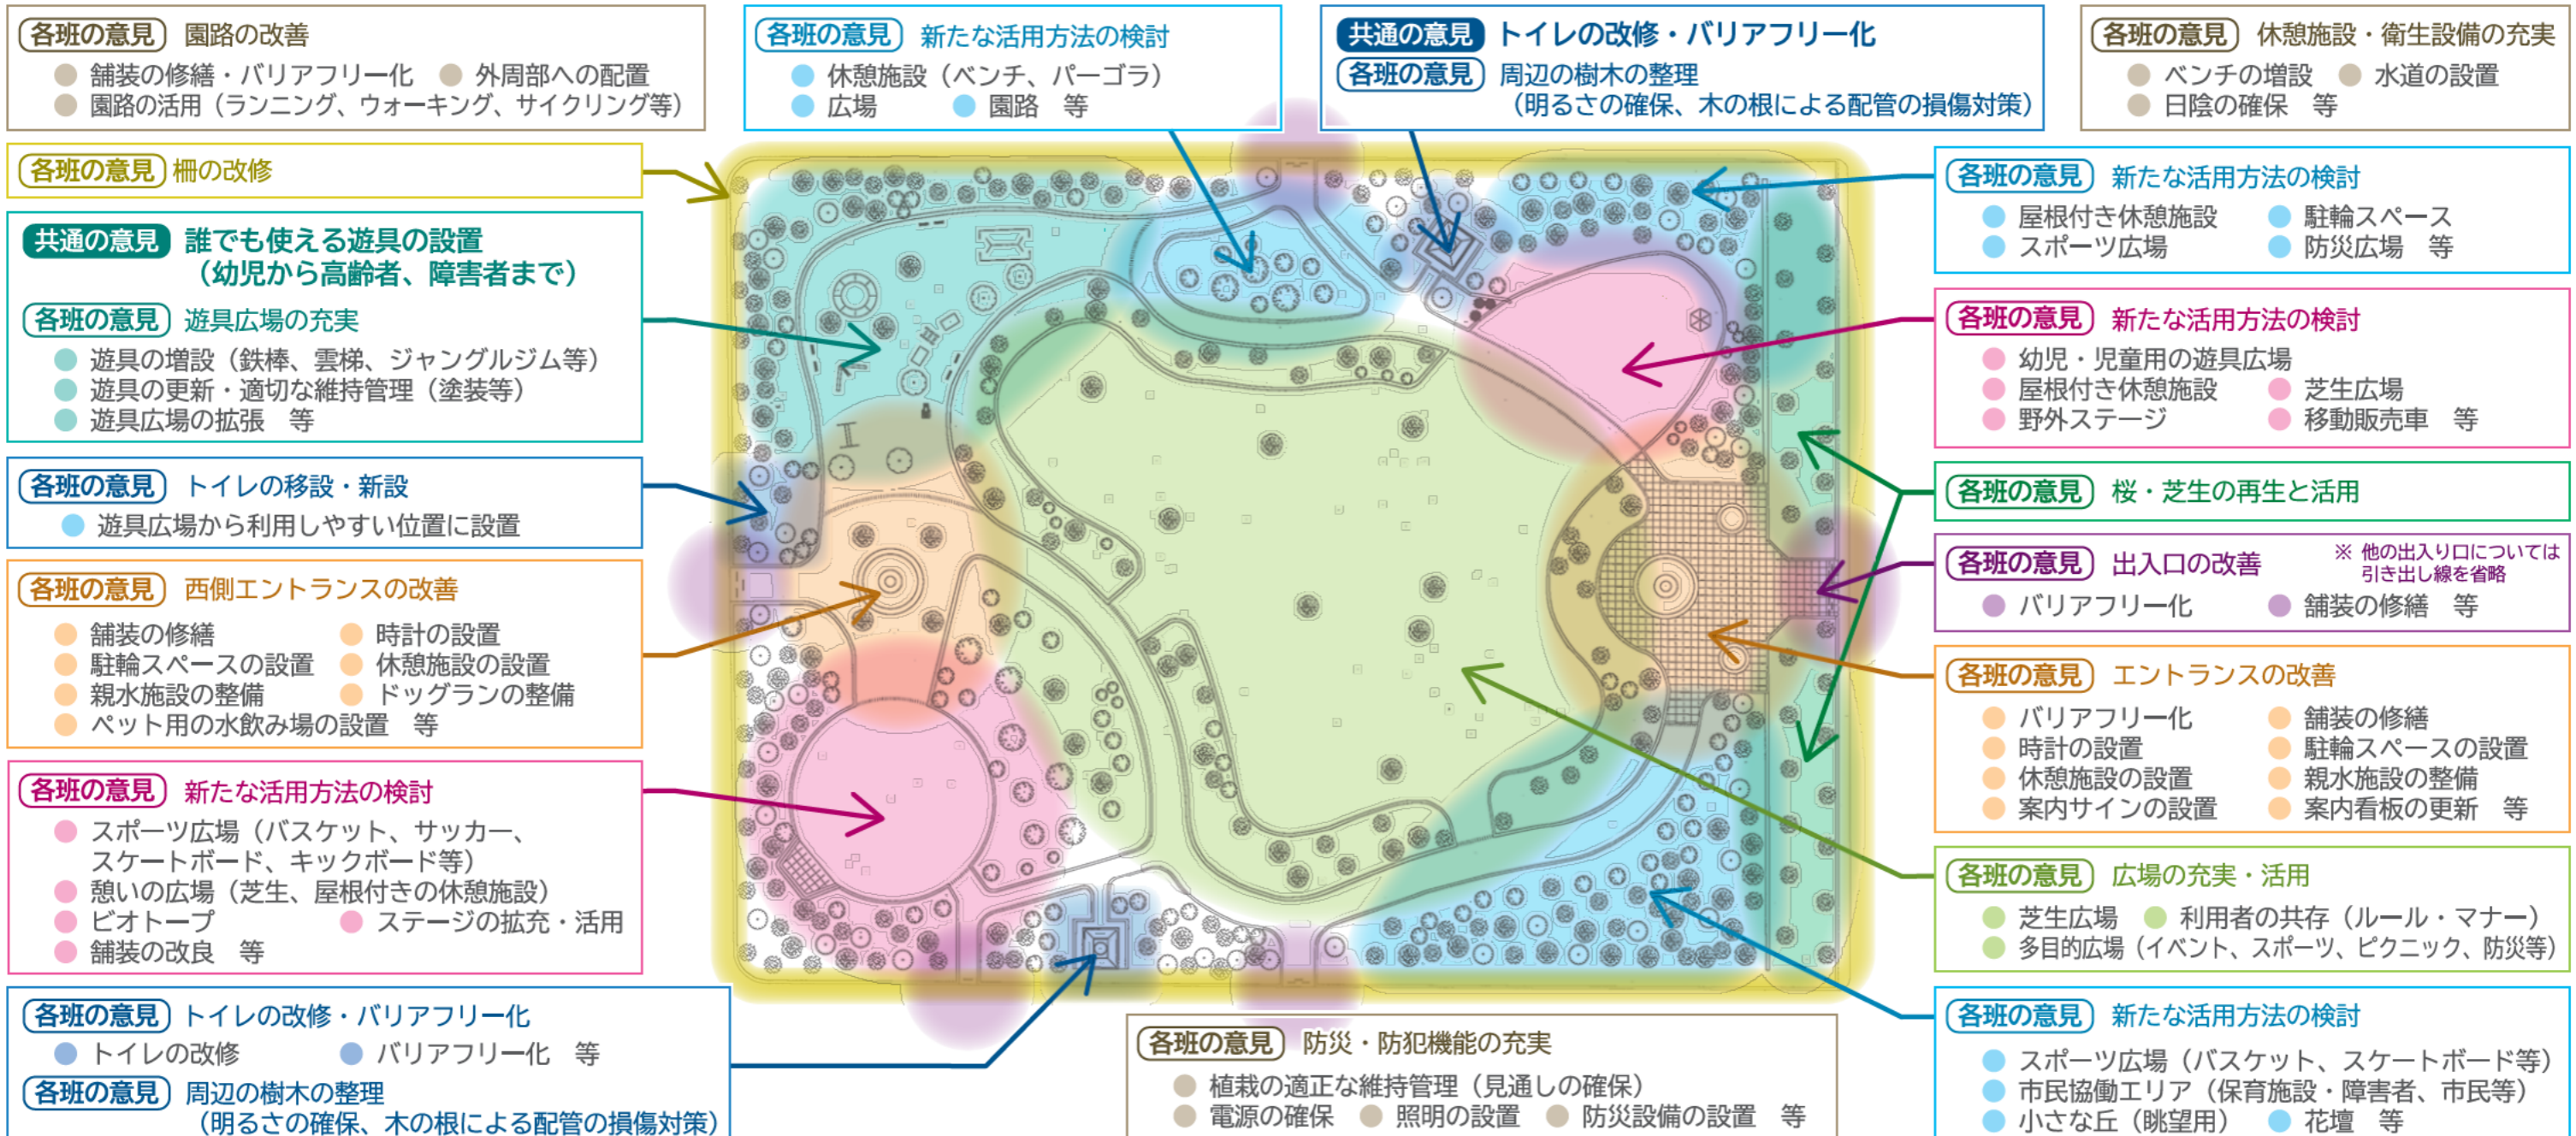 各班の意見 園路の改善
● 舗装の修繕・バリアフリー化 ● 外周部への配置
● 園路の活用（ランニング、ウォーキング、サイクリング等）
各班の意見 新たな活用方法の検討
● 休憩施設（ベンチ、パーゴラ）
● 広場 ● 園路 等
共通の意見 トイレの改修・バリアフリー化
各班の意見 周辺の樹木の整理
（明るさの確保、木の根による配管の損傷対策）
各班の意見 休憩施設・衛生設備の充実
● ベンチの増設 ● 水道の設置
● 日陰の確保 等
各班の意見 柵の改修
共通の意見 誰でも使える遊具の設置
（幼児から高齢者、障害者まで）
各班の意見 遊具広場の充実
● 遊具の増設（鉄棒、雲梯、ジャングルジム等）
● 遊具の更新・適切な維持管理（塗装等）
● 遊具広場の拡張 等
各班の意見 トイレの移設・新設
● 遊具広場から利用しやすい位置に設置
各班の意見 西側エントランスの改善
● 舗装の修繕 ● 時計の設置
● 駐輪スペースの設置 ● 休憩施設の設置
● 親水施設の整備 ● ドッグランの整備
● ペット用の水飲み場の設置 等
各班の意見 新たな活用方法の検討
● スポーツ広場（バスケット、サッカー、
スケートボード、キックボード等）
● 憩いの広場（芝生、屋根付きの休憩施設）
● ビオトープ ● ステージの拡充・活用
● 舗装の改良 等
各班の意見 トイレの改修・バリアフリー化
● トイレの改修 ● バリアフリー化 等
各班の意見 周辺の樹木の整理
（明るさの確保、木の根による配管の損傷対策）
各班の意見 防災・防犯機能の充実
● 植栽の適正な維持管理（見通しの確保）
● 電源の確保 ● 照明の設置 ● 防災設備の設置 等
各班の意見 新たな活用方法の検討
● 屋根付き休憩施設 ● 駐輪スペース
● スポーツ広場 ● 防災広場 等
各班の意見 新たな活用方法の検討
● 幼児・児童用の遊具広場
● 屋根付き休憩施設 ● 芝生広場
● 野外ステージ ● 移動販売車 等
各班の意見 桜・芝生の再生と活用
各班の意見 出入口の改善 ※ 他の出入り口については
引き出し線を省略
● バリアフリー化 ● 舗装の修繕 等
各班の意見 エントランスの改善
● バリアフリー化 ● 舗装の修繕
● 時計の設置 ● 駐輪スペースの設置
● 休憩施設の設置 ● 親水施設の整備
● 案内サインの設置 ● 案内看板の更新 等
各班の意見 広場の充実・活用
● 芝生広場 ● 利用者の共存（ルール・マナー）
● 多目的広場（イベント、スポーツ、ピクニック、防災等）
各班の意見 新たな活用方法の検討
● スポーツ広場（バスケット、スケートボード等）
● 市民協働エリア（保育施設・障害者、市民等）
● 小さな丘（眺望用） ● 花壇 等